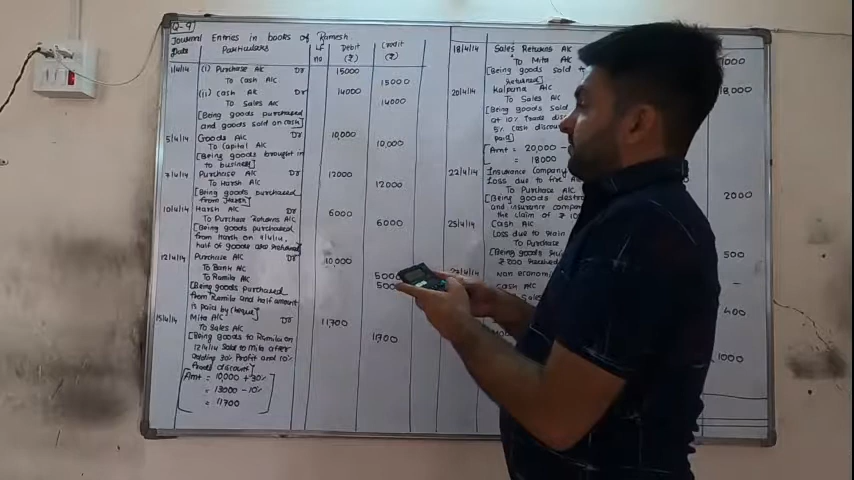 Q-4
Journal Entries in books of Ramesh
Date Particulars Lf no Debit (₹) Credit (₹)
1/4/14 (i) Purchase A/c Dr 15000
To Cash A/c 15000
(ii) Cash A/c Dr 14000
To Sales A/c 14000
[Being goods purchased
and goods sold on cash]
5/4/14 Goods A/c Dr 10,000
To Capital A/c 10,000
[Being goods brought in
to business]
7/4/14 Purchase A/c Dr 12000
To Harsh A/c 12000
[Being goods purchased
from Harsh]
10/4/14 Harsh A/c Dr 6000
To Purchase Returns A/c 6000
[Being goods purchased
from Harsh on 7/4/14,
half of goods are Returned]
12/4/14 Purchase A/c Dr 10,000
To Bank A/c 5000
To Ramila A/c
[Being goods purchased
from Ramila and half amount
is paid by cheque]
15/4/14 Mita A/c Dr 11700
To Sales A/c 11700
[Being goods to Ramila on
12/4/14 Sold to Mita after
adding 30% Profit and 10%
Trade discount]
[Amt = 10,000 + 30%
= 13000 - 10%
= 11700]
18/4/14 Sales Returns A/c
To Mita A/c 1000
[Being goods sold
returned]
20/4/14 Kalpana A/c
To Sales A/c 18,000
[Being goods sold
at 10% Trade
5% cash
paid]
[Amt = 20,000 -
= 18000
22/4/14 Insurance Company
Loss due to fire A/c
To Purchase A/c 2000
[Being goods
and insurance
the claim of ₹
25/4/14 Cash A/c
Loss due to
To Purchase 500
[Being goods
₹ 200 Received
non
Cash A/c
To 400
1000